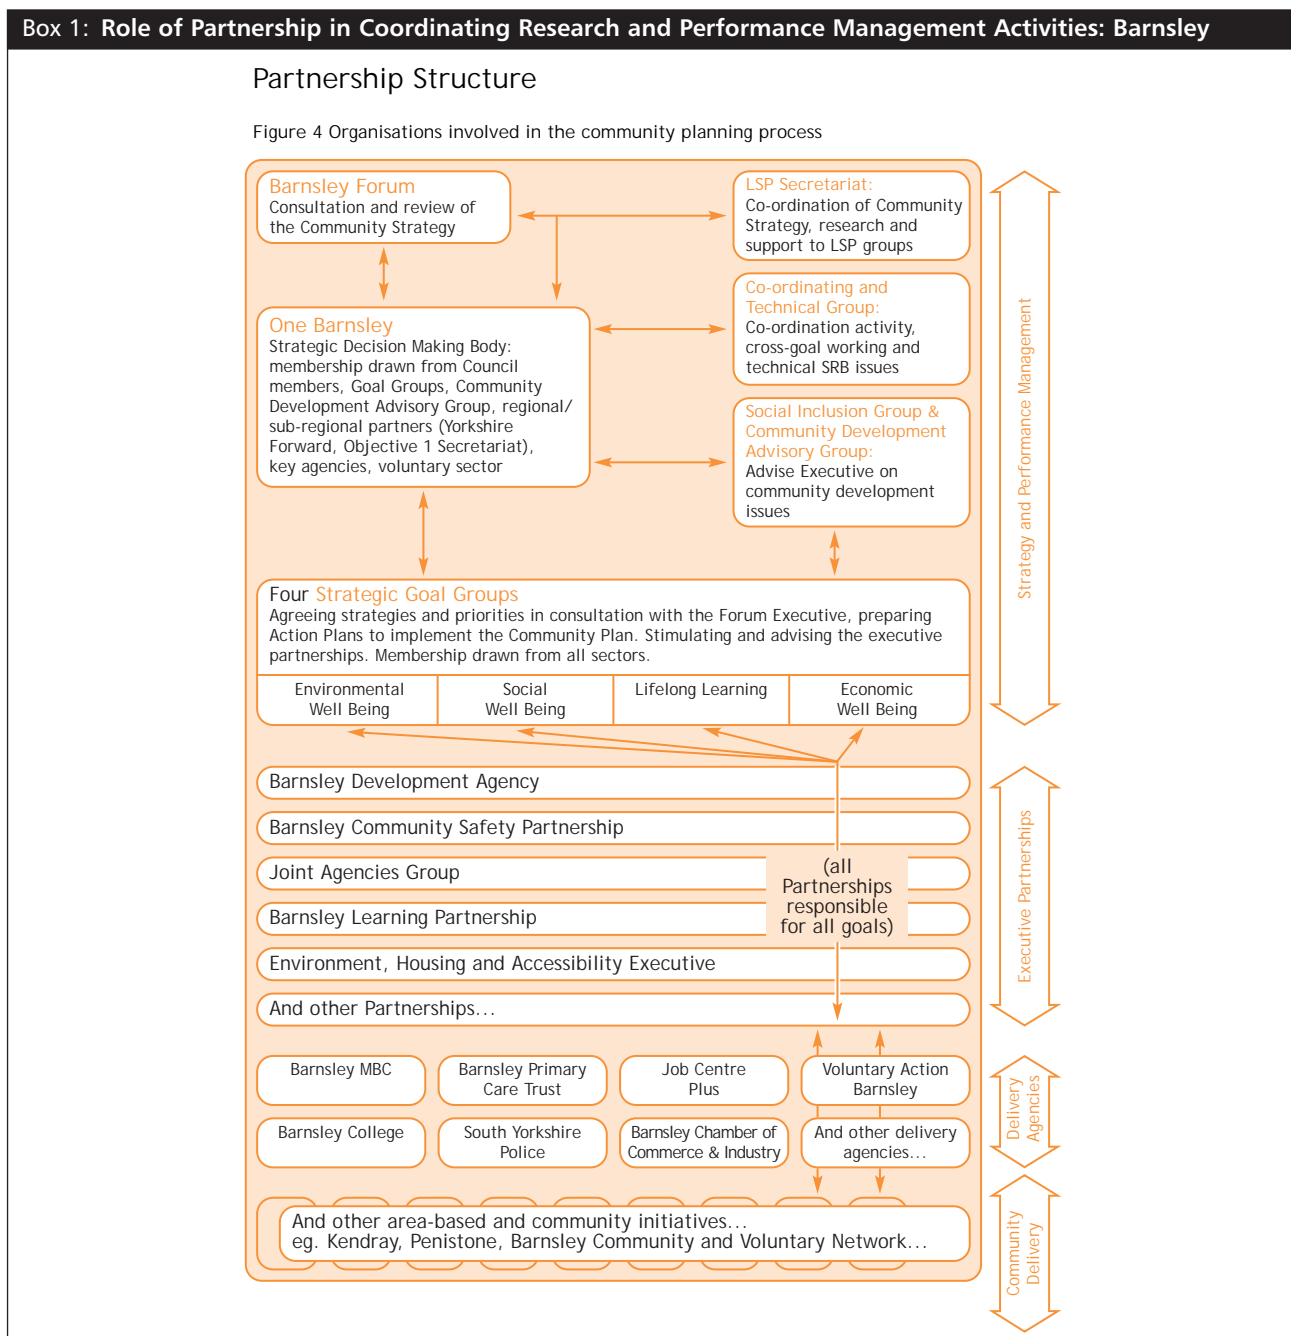 Box 1: Role of Partnership in Coordinating Research and Performance Management Activities: Barnsley
Partnership Structure
Figure 4 Organisations involved in the community planning process
Barnsley Forum
Consultation and review of
the Community Strategy
LSP Secretariat:
Co-ordination of Community
Strategy, research and
support to LSP groups
Co-ordinating and
Technical Group:
Co-ordination activity,
cross-goal working and
technical SRB issues
One Barnsley
Strategic Decision Making Body:
membership drawn from Council
members, Goal Groups, Community
Development Advisory Group, regional/
sub-regional partners (Yorkshire
Forward, Objective 1 Secretariat),
key agencies, voluntary sector
Social Inclusion Group &
Community Development
Advisory Group:
Advise Executive on
community development
issues
Four Strategic Goal Groups
Agreeing strategies and priorities in consultation with the Forum Executive, preparing
Action Plans to implement the Community Plan. Stimulating and advising the executive
partnerships. Membership drawn from all sectors.
Environmental
Well Being
Social
Well Being
Lifelong Learning
Economic
Well Being
Strategy and Performance Management
Barnsley Development Agency
Barnsley Community Safety Partnership
Joint Agencies Group
Barnsley Learning Partnership
Environment, Housing and Accessibility Executive
And other Partnerships...
(all
Partnerships
responsible
for all goals)
Executive Partnerships
Barnsley MBC
Barnsley Primary
Care Trust
Job Centre
Plus
Voluntary Action
Barnsley
Barnsley College
South Yorkshire
Police
Barnsley Chamber of
Commerce & Industry
And other delivery
agencies...
Delivery
Agencies
And other area-based and community initiatives...
eg. Kendray, Penistone, Barnsley Community and Voluntary Network...
Community
Delivery